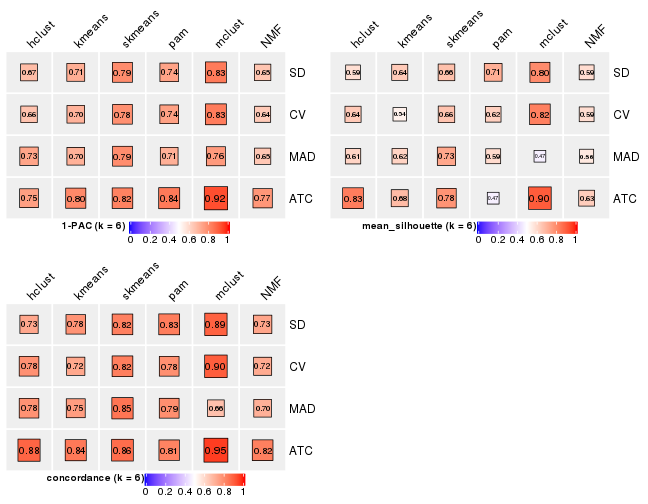 hclust kmeans skmeans pam mclust NMF
0.67 0.71 0.79 0.74 0.83 0.65 SD
0.66 0.70 0.78 0.74 0.83 0.64 CV
0.73 0.70 0.79 0.71 0.76 0.65 MAD
0.75 0.80 0.82 0.84 0.92 0.77 ATC
1-PAC (k = 6)
0 0.2 0.4 0.6 0.8 1
hclust kmeans skmeans pam mclust NMF
0.59 0.64 0.66 0.71 0.80 0.59 SD
0.64 0.54 0.66 0.62 0.82 0.59 CV
0.61 0.62 0.73 0.59 0.47 0.56 MAD
0.83 0.68 0.78 0.47 0.90 0.63 ATC
mean_silhouette (k = 6)
0 0.2 0.4 0.6 0.8 1
hclust kmeans skmeans pam mclust NMF
0.73 0.78 0.82 0.83 0.89 0.73 SD
0.78 0.72 0.82 0.78 0.90 0.72 CV
0.78 0.75 0.85 0.79 0.66 0.70 MAD
0.88 0.84 0.86 0.81 0.95 0.82 ATC
concordance (k = 6)
0 0.2 0.4 0.6 0.8 1